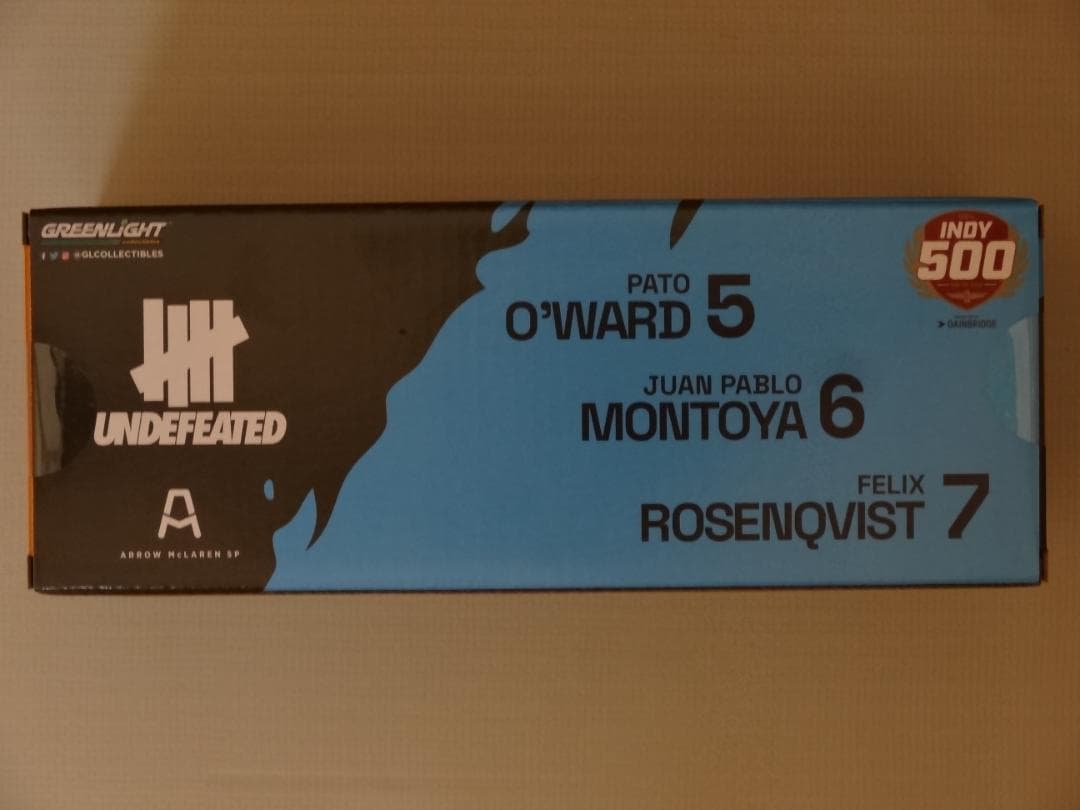 GREENLiGHT
@GLCOLLECTIBLES
UNDEFEATED
ARROW McLAREN SP
PATO
O'WARD 5
JUAN PABLO
MONTOYA 6
FELIX
ROSENQVIST 7
INDY
500
GAINBRIDGE